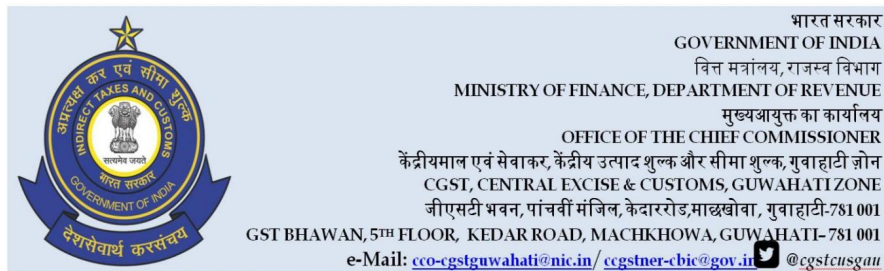 अप्रत्यक्ष कर एवं सीमा शुल्क
INDIRECT TAXES AND CUSTOMS
सत्यमेव जयते
भारत सरकार
GOVERNMENT OF INDIA
देशसेवार्थ करसंचय
भारत सरकार
GOVERNMENT OF INDIA
वित्त मत्रांलय, राजस्व विभाग
MINISTRY OF FINANCE, DEPARTMENT OF REVENUE
मुख्यआयुक्त का कार्यालय
OFFICE OF THE CHIEF COMMISSIONER
केंद्रीयमाल एवं सेवाकर, केंद्रीय उत्पाद शुल्क और सीमा शुल्क, गुवाहाटी ज़ोन
CGST, CENTRAL EXCISE & CUSTOMS, GUWAHATI ZONE
जीएसटी भवन, पांचवीं मंजिल, केदाररोड,माछखोवा, गुवाहाटी-781 001
GST BHAWAN, 5TH FLOOR, KEDAR ROAD, MACHKHOWA, GUWAHATI– 781 001
e-Mail: cco-cgstguwahati@nic.in/ ccgstner-cbic@gov.in @cgstcusgau